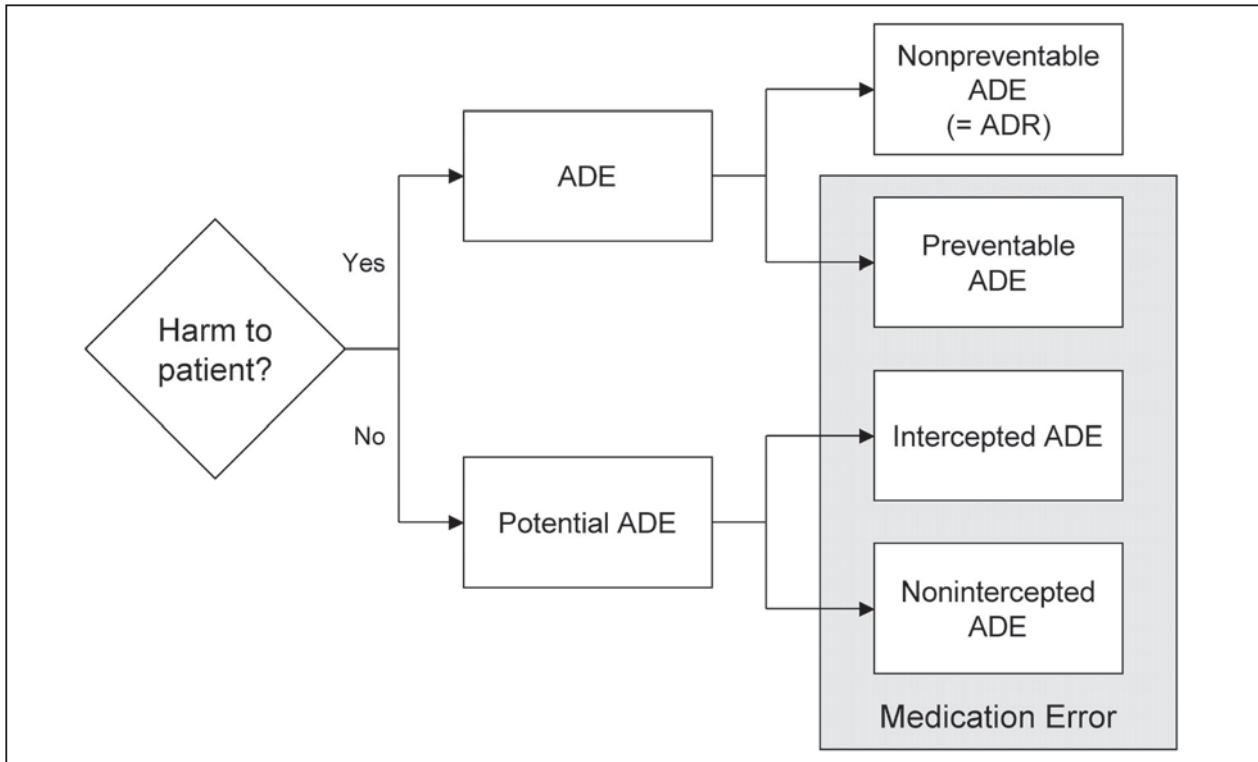 Harm to
patient?
Yes
No
ADE
Potential ADE
Nonpreventable
ADE
(= ADR)
Preventable
ADE
Intercepted ADE
Nonintercepted
ADE
Medication Error